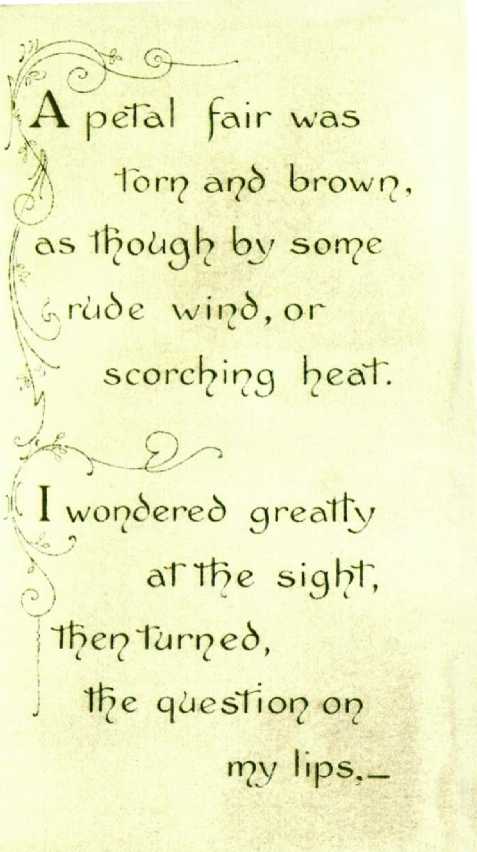 A petal fair was
torn and brown,
as though by some
rude wind, or
scorching heat.
I wondered greatly
at the sight,
then turned,
the question on
my lips,—